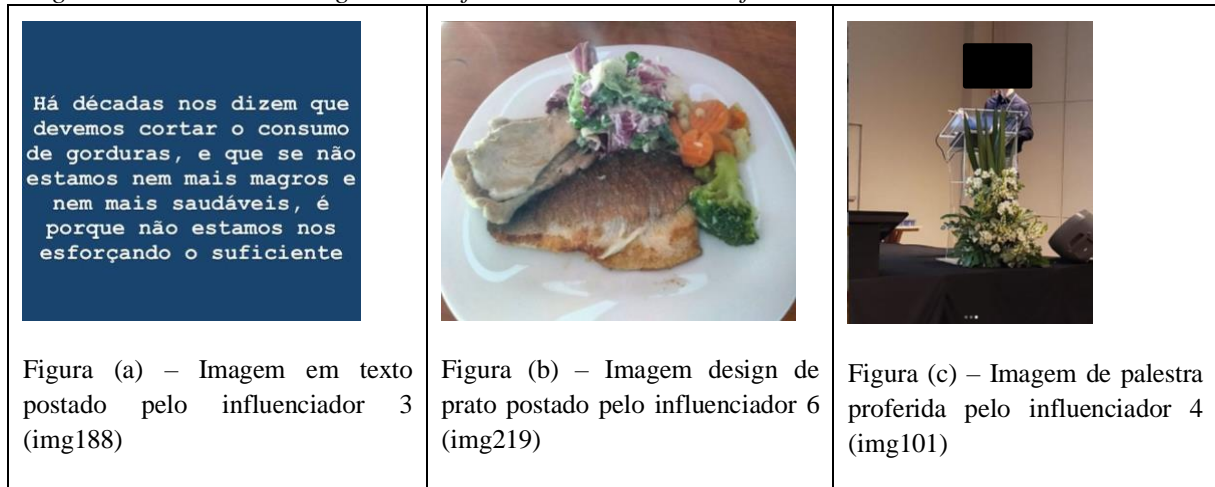 Há décadas nos dizem que
devemos cortar o consumo
de gorduras, e que se não
estamos nem mais magros e
nem mais saudáveis, é
porque não estamos nos
esforçando o suficiente
Figura (a) – Imagem em texto
postado pelo influenciador 3
(img188)
Figura (b) – Imagem design de
prato postado pelo influenciador 6
(img219)
Figura (c) – Imagem de palestra
proferida pelo influenciador 4
(img101)